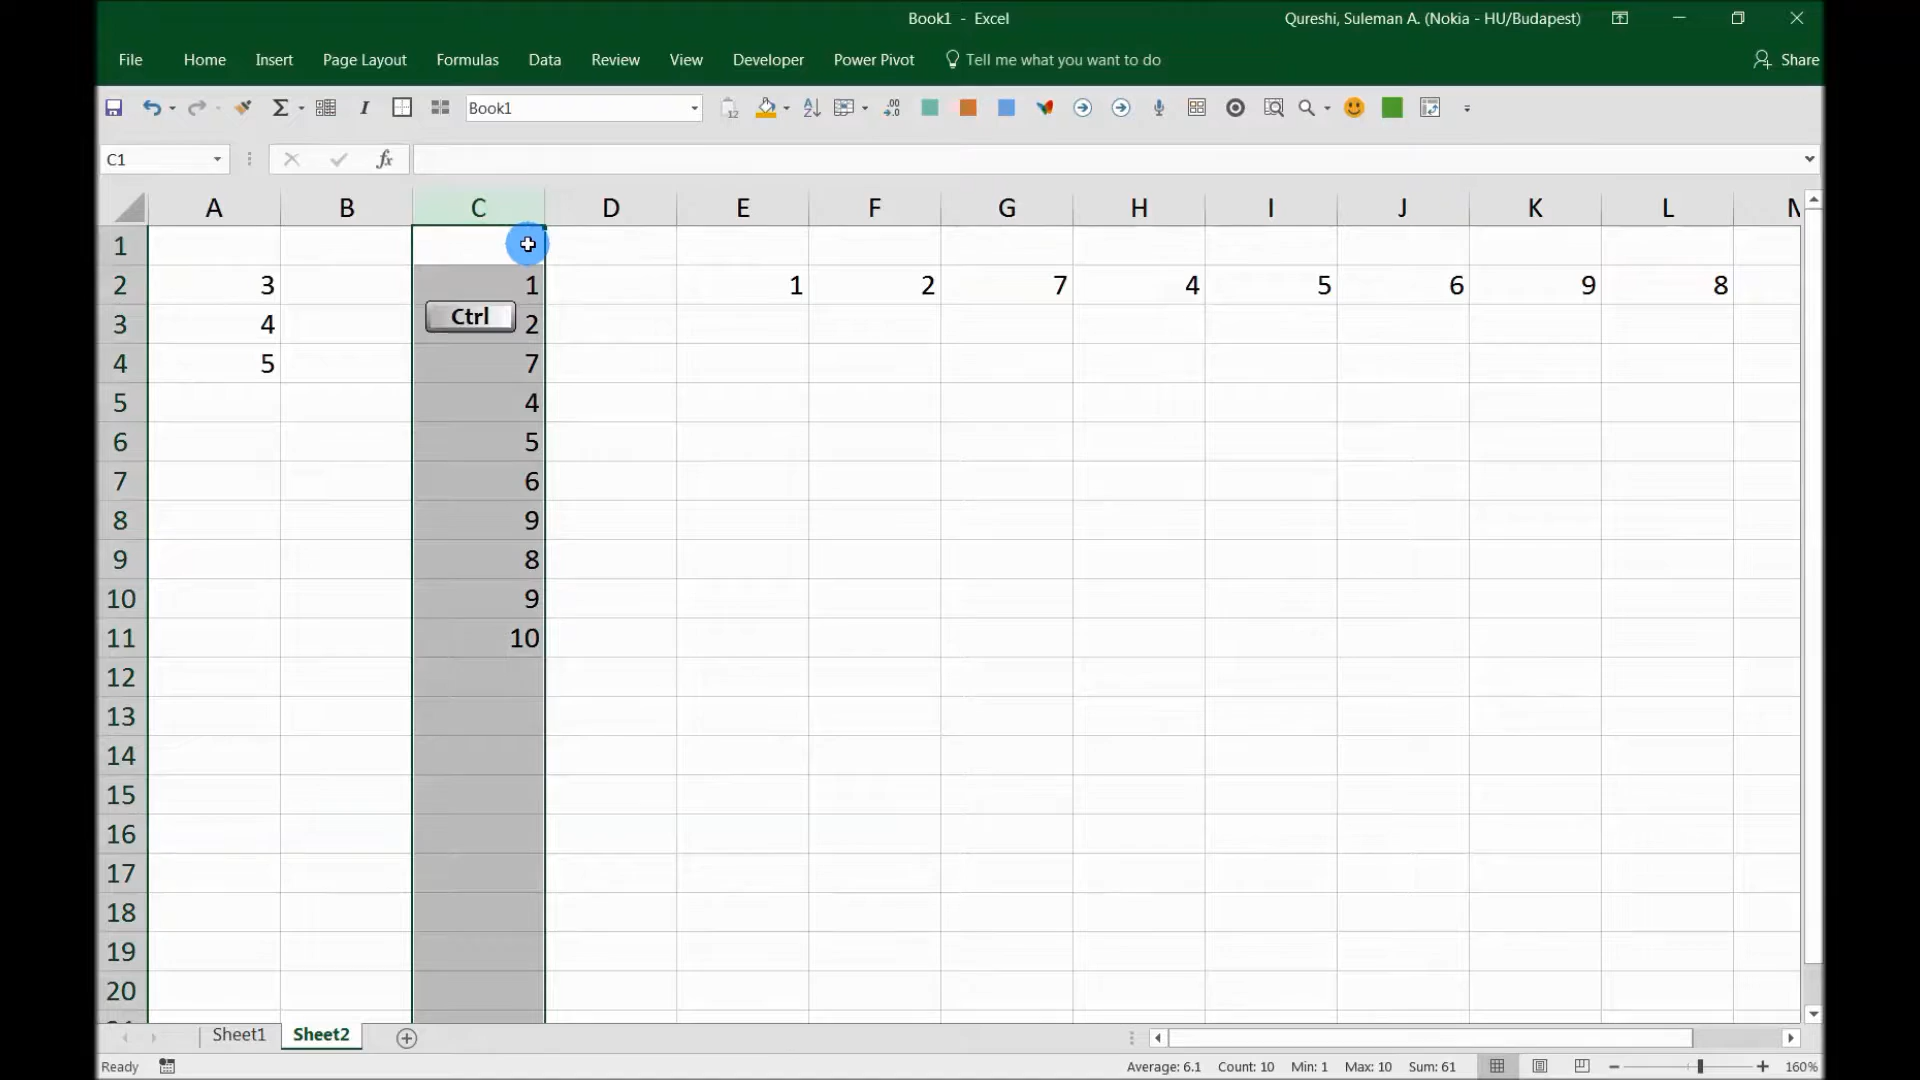 Book1 - Excel
Qureshi, Suleman A. (Nokia - HU/Budapest)
File Home Insert Page Layout Formulas Data Review View Developer Power Pivot Tell me what you want to do Share
Book1
C1 fx
A B C D E F G H I J K L
1
2 3 1 1 2 7 4 5 6 9 8
3 4 Ctrl 2
4 5 7
5 4
6 5
7 6
8 9
9 8
10 9
11 10
12
13
14
15
16
17
18
19
20
Sheet1 Sheet2
Ready Average: 6.1 Count: 10 Min: 1 Max: 10 Sum: 61 160%